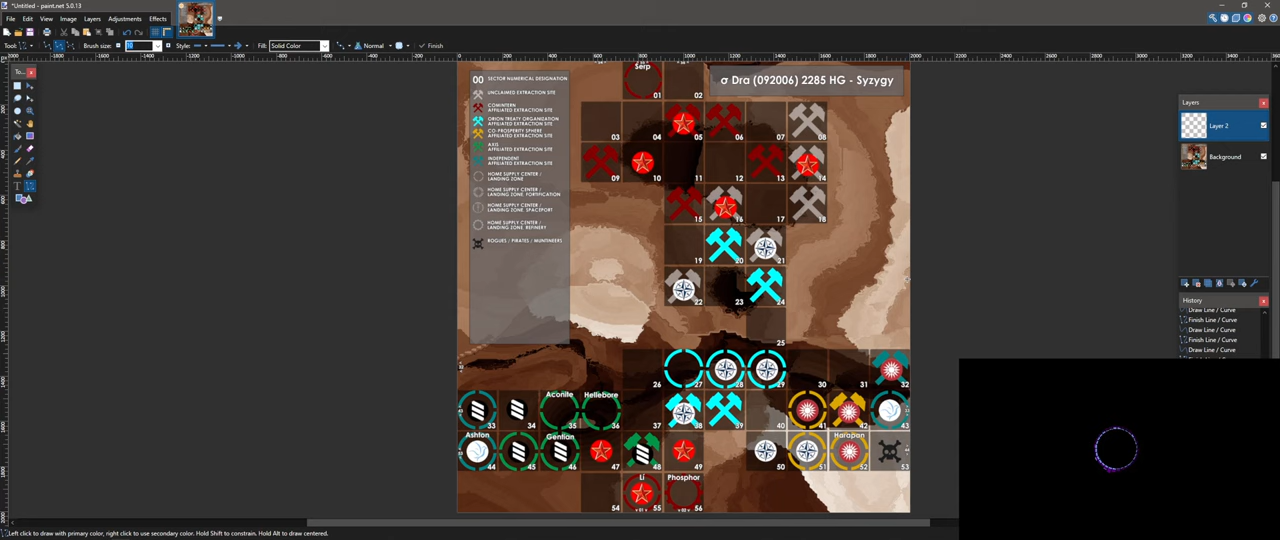 *Untitled - paint.net 5.0.13
File
Edit
View
Image
Layers
Adjustments
Effects
Tool:
Brush size:
10
Style:
Fill:
Solid Color
Normal
Finish
To...
σ Dra (092006) 2285 HG - Syzygy
00 SECTOR NUMERICAL DESIGNATION
UNCLAIMED EXTRACTION SITE
COMINTERN
AFFILIATED EXTRACTION SITE
ORION TREATY ORGANIZATION
AFFILIATED EXTRACTION SITE
CO-PROSPERITY SPHERE
AFFILIATED EXTRACTION SITE
AXIS
AFFILIATED EXTRACTION SITE
INDEPENDENT
AFFILIATED EXTRACTION SITE
HOME SUPPLY CENTER /
LANDING ZONE
HOME SUPPLY CENTER /
LANDING ZONE: FORTIFICATION
HOME SUPPLY CENTER /
LANDING ZONE: SPACEPORT
HOME SUPPLY CENTER /
LANDING ZONE: REFINERY
ROGUES / PIRATES / MUNTINEERS
Serp
01 02
03 04 05 06 07 08
09 10 11 12 13 14
15 16 17 18
19 20 21
22 23 24
25
26 27 28 29 30 31 32
Aconite Hellebore
33 34 35 36 37 38 39 40 41 42 43
Ashton Gentian Harapan
44 45 46 47 48 49 50 51 52 53
Li Phosphor
54 55 56
Layers
Layer 2
Background
History
Draw Line / Curve
Finish Line / Curve
Draw Line / Curve
Finish Line / Curve
Draw Line / Curve
Left click to draw with primary color, right click to use secondary color. Hold Shift to constrain. Hold Alt to draw centered.